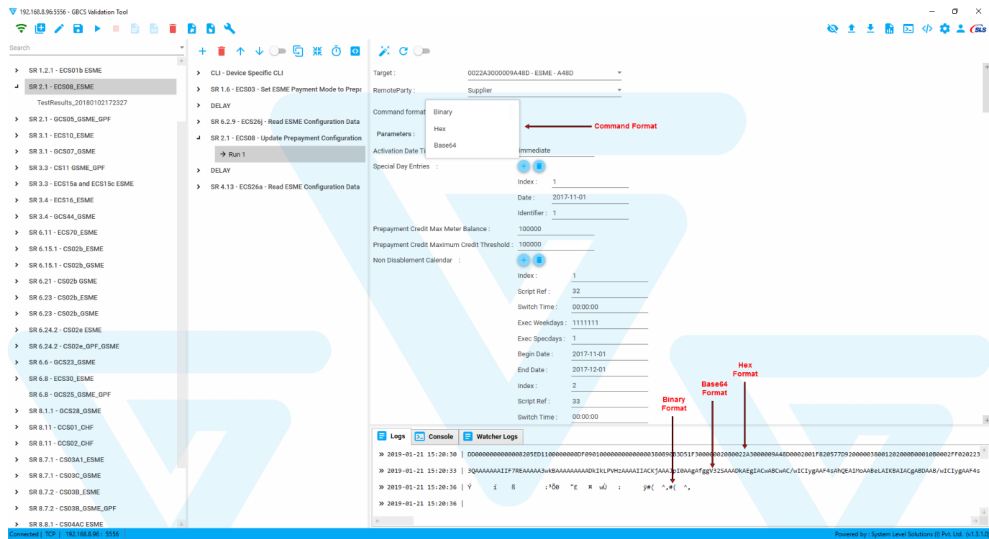 192.168.8.96:5556 - GBCS Validation Tool
SLS
Search
SR 1.2.1 - ECS01b ESME
SR 2.1 - ECS08_ESME
TestResults_20180102172327
SR 2.1 - GCS05_GSME_GPF
SR 3.1 - ECS10_ESME
SR 3.1 - GCS07_GSME
SR 3.3 - CS11 GSME_GPF
SR 3.3 - ECS15a and ECS15c ESME
SR 3.4 - ECS16_ESME
SR 3.4 - GCS44_GSME
SR 6.11 - ECS70_ESME
SR 6.15.1 - CS02b_ESME
SR 6.15.1 - CS02b_GSME
SR 6.21 - CS02b GSME
SR 6.23 - CS02b_ESME
SR 6.23 - CS02b_GSME
SR 6.24.2 - CS02e ESME
SR 6.24.2 - CS02e_GPF_GSME
SR 6.6 - GCS23_GSME
SR 6.8 - ECS30_ESME
SR 6.8 - GCS25_GSME_GPF
SR 8.1.1 - GCS28_GSME
SR 8.11 - CCS01_CHF
SR 8.11 - CCS02_CHF
SR 8.7.1 - CS03A1_ESME
SR 8.7.1 - CS03C_GSME
SR 8.7.2 - CS03B_ESME
SR 8.7.2 - CS03B_GSME_GPF
SR 8.8.1 - CS04AC ESME
CLI - Device Specific CLI
SR 1.6 - ECS03 - Set ESME Payment Mode to Prepa
DELAY
SR 6.2.9 - ECS26j - Read ESME Configuration Data
SR 2.1 - ECS08 - Update Prepayment Configuration
Run 1
DELAY
SR 4.13 - ECS26a - Read ESME Configuration Data
Target : 0022A3000009A48D - ESME - A48D
RemoteParty : Supplier
Command format
Binary
Hex
Base64
Command Format
Parameters :
Activation Date Ti immediate
Special Day Entries :
Index : 1
Date : 2017-11-01
Identifier : 1
Prepayment Credit Max Meter Balance : 100000
Prepayment Credit Maximum Credit Threshold : 100000
Non Disablement Calendar :
Index : 1
Script Ref : 32
Switch Time : 00:00:00
Exec Weekdays : 1111111
Exec Specdays : 1
Begin Date : 2017-11-01
End Date : 2017-12-01
Index : 2
Script Ref : 33
Switch Time : 00:00:00
Hex Format
Base64 Format
Binary Format
Logs Console Watcher Logs
» 2019-01-21 15:20:30 |
» 2019-01-21 15:20:33 |
» 2019-01-21 15:20:36 |
» 2019-01-21 15:20:36 |
Connected | TCP | 192.168.8.96 : 5556
Powered by : System Level Solutions (I) Pvt. Ltd. (v1.3.1.0